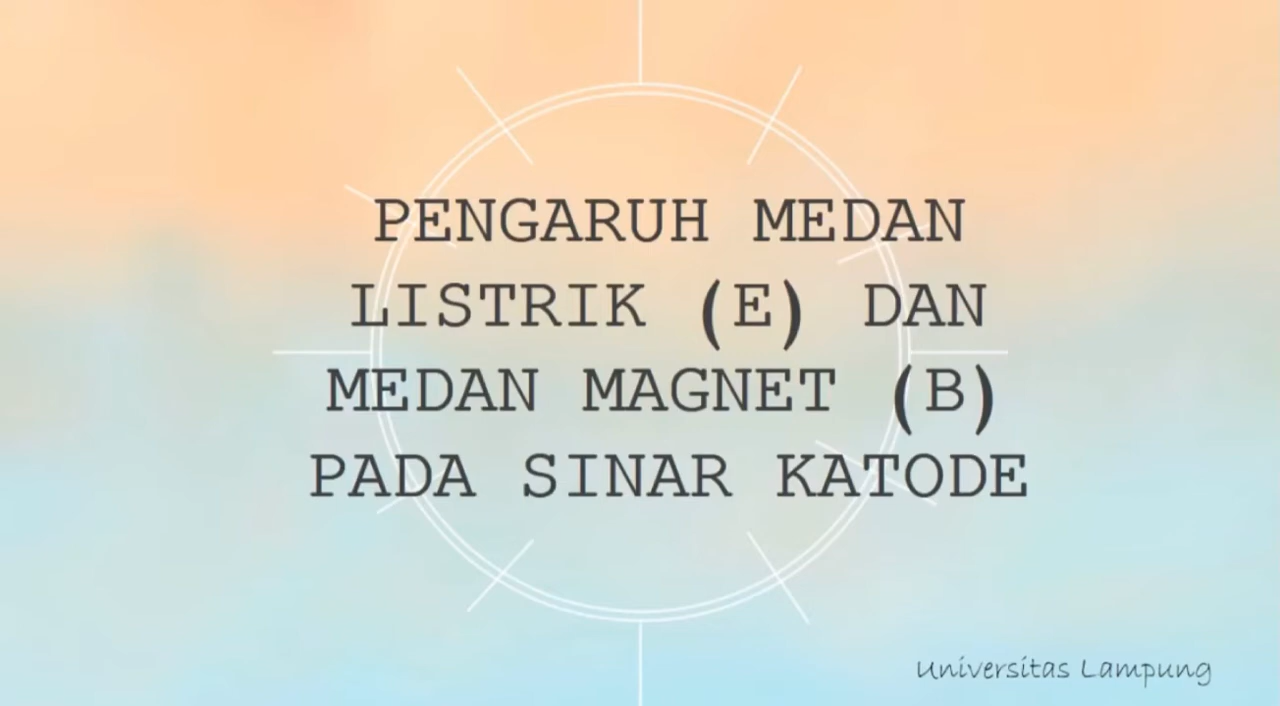 PENGARUH MEDAN
LISTRIK (E) DAN
MEDAN MAGNET (B)
PADA SINAR KATODE
Universitas Lampung